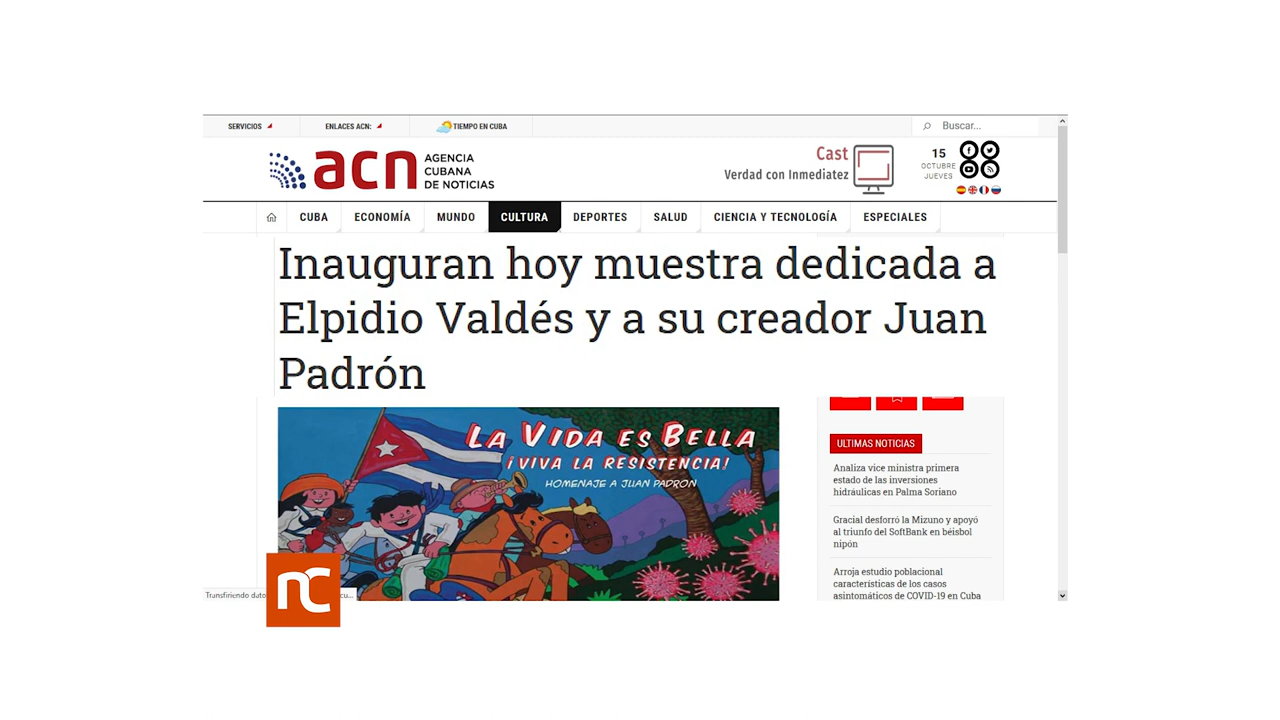 SERVICIOS
ENLACES ACN:
TIEMPO EN CUBA
Buscar...
acn
AGENCIA
CUBANA
DE NOTICIAS
Cast
Verdad con Inmediatez
15
OCTUBRE
JUEVES
CUBA
ECONOMÍA
MUNDO
CULTURA
DEPORTES
SALUD
CIENCIA Y TECNOLOGÍA
ESPECIALES
Inauguran hoy muestra dedicada a
Elpidio Valdés y a su creador Juan
Padrón
LA VIDA ES BELLA
¡VIVA LA RESISTENCIA!
HOMENAJE A JUAN PADRON
ULTIMAS NOTICIAS
Analiza vice ministra primera
estado de las inversiones
hidráulicas en Palma Soriano
Gracial desforró la Mizuno y apoyó
al triunfo del SoftBank en béisbol
nipón
Arroja estudio poblacional
características de los casos
asintomáticos de COVID-19 en Cuba
Transfiriendo dato
cu...
nc